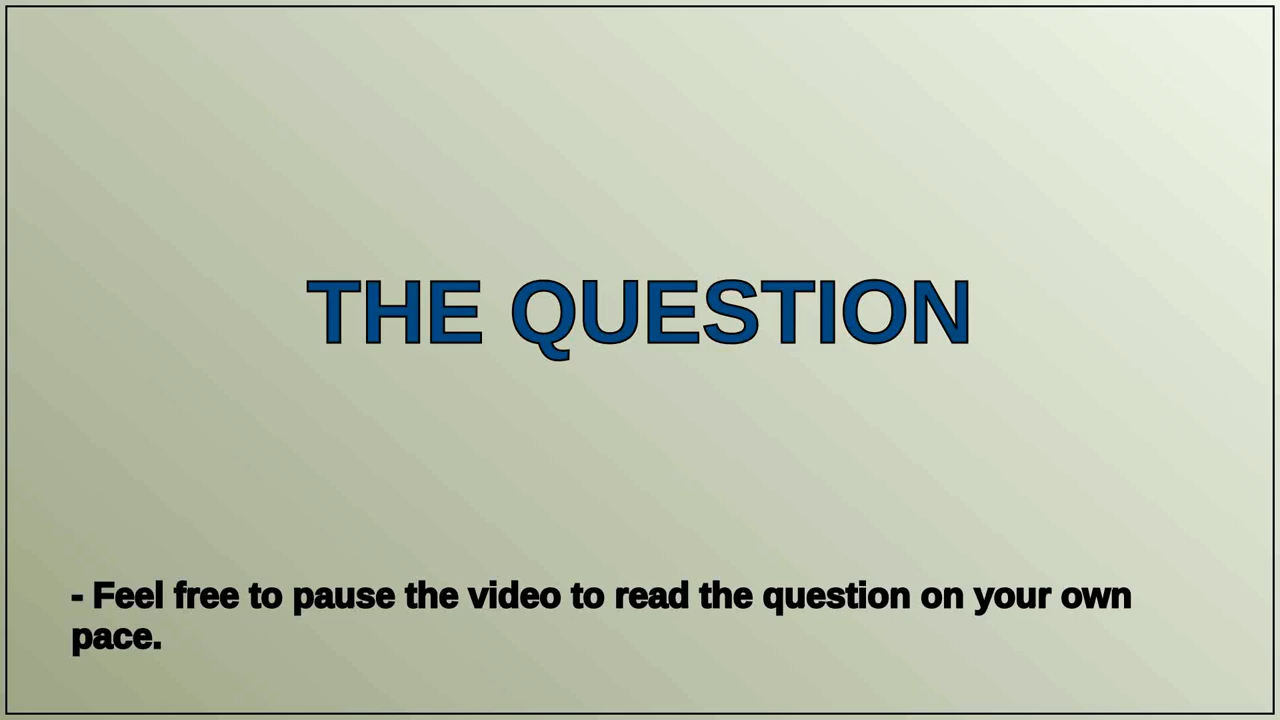 THE QUESTION
- Feel free to pause the video to read the question on your own
pace.